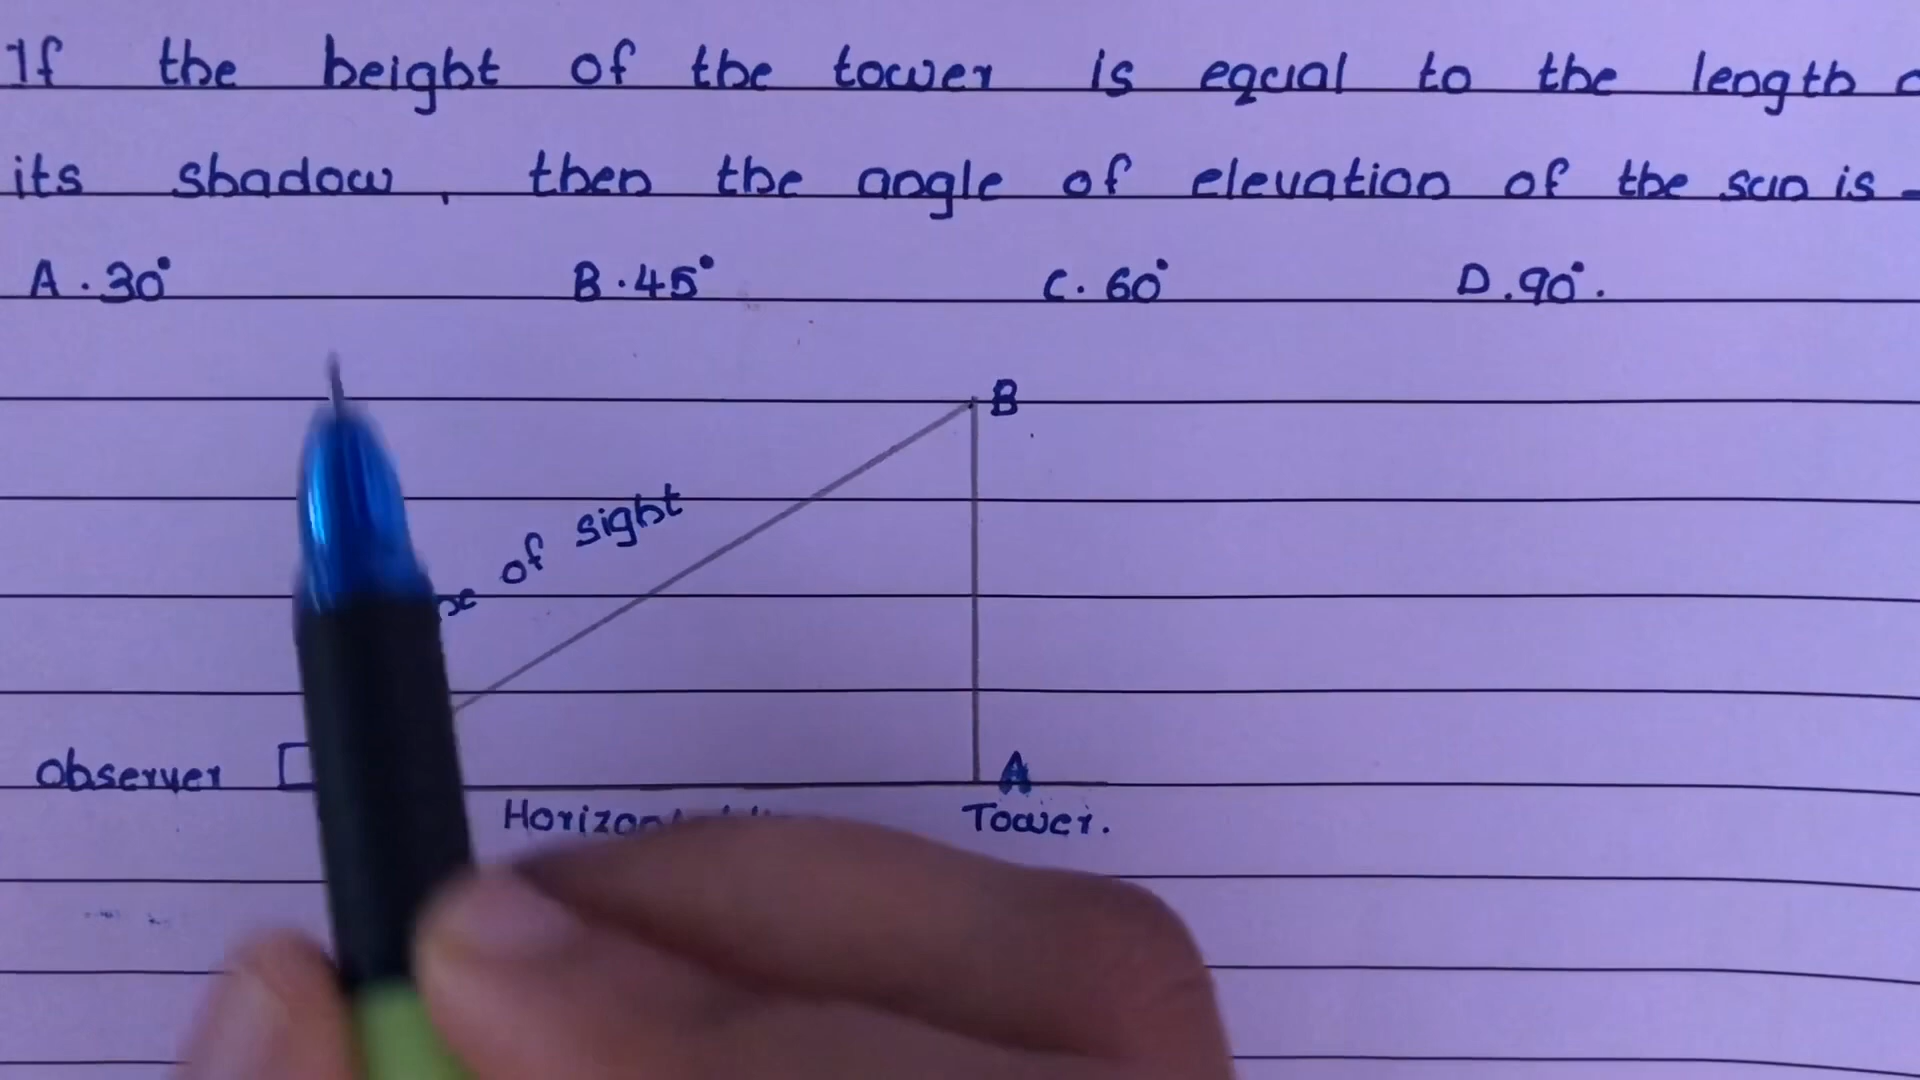 If the height of the tower is equal to the length
its shadow, then the angle of elevation of the sun is -
A. 30° B. 45° C. 60° D. 90°.
B
of sight
observer
A
Tower.